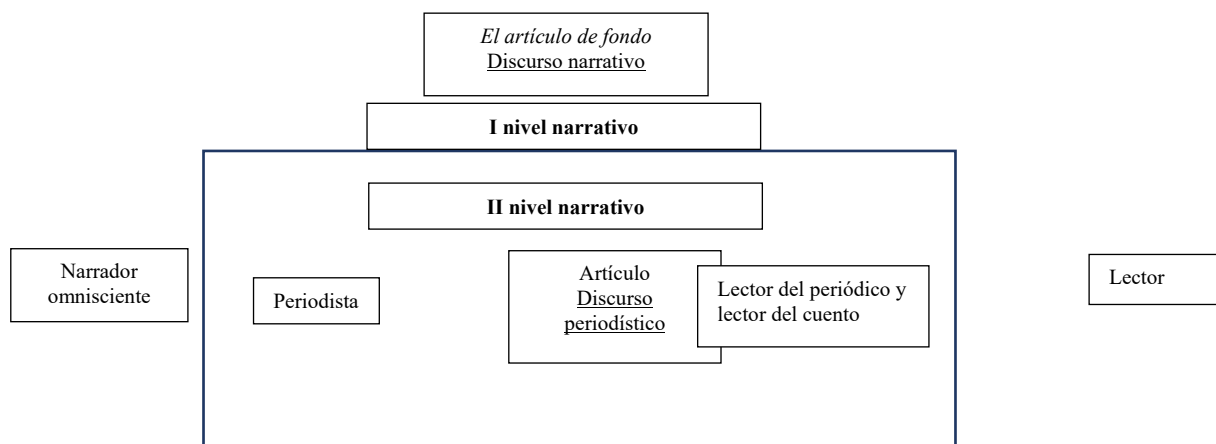 El artículo de fondo
Discurso narrativo
I nivel narrativo
II nivel narrativo
Narrador
omnisciente
Periodista
Artículo
Discurso
periodístico
Lector del periódico y
lector del cuento
Lector